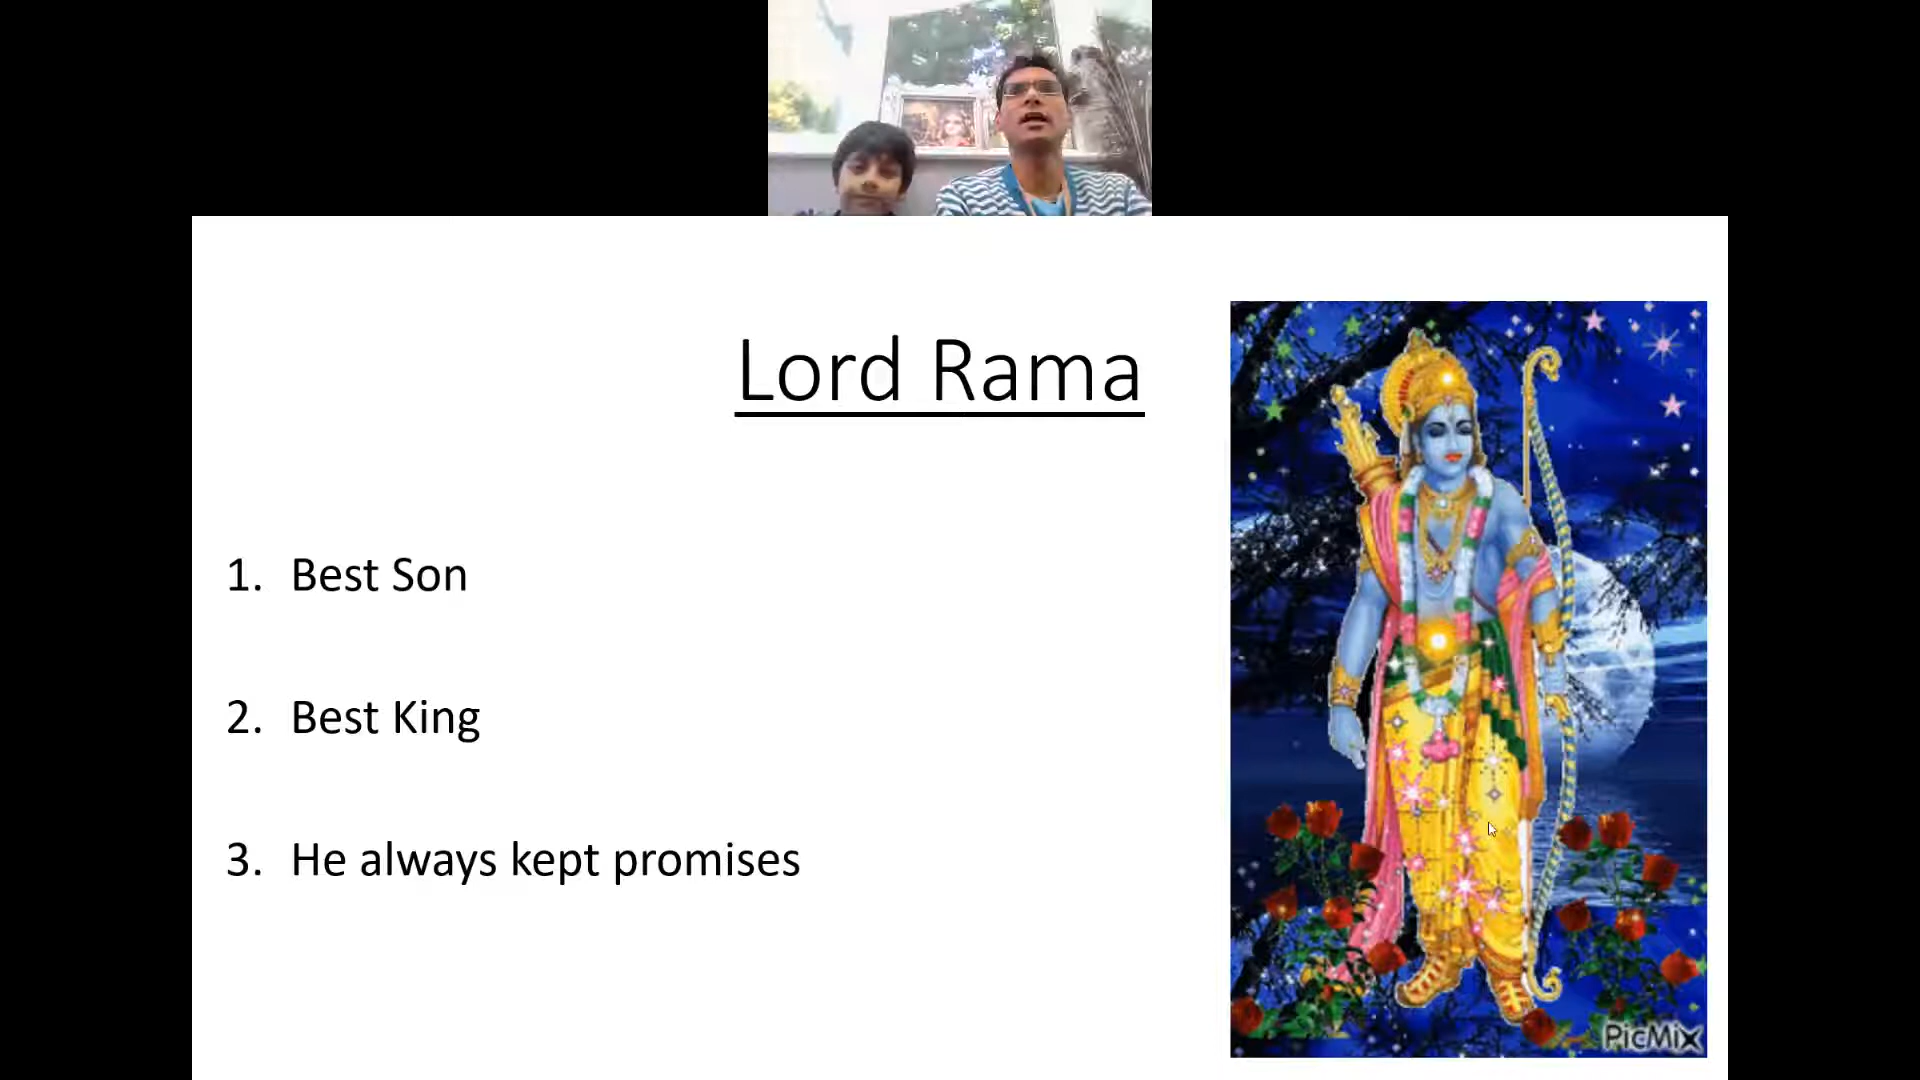 Lord Rama
1. Best Son
2. Best King
3. He always kept promises
PicMix